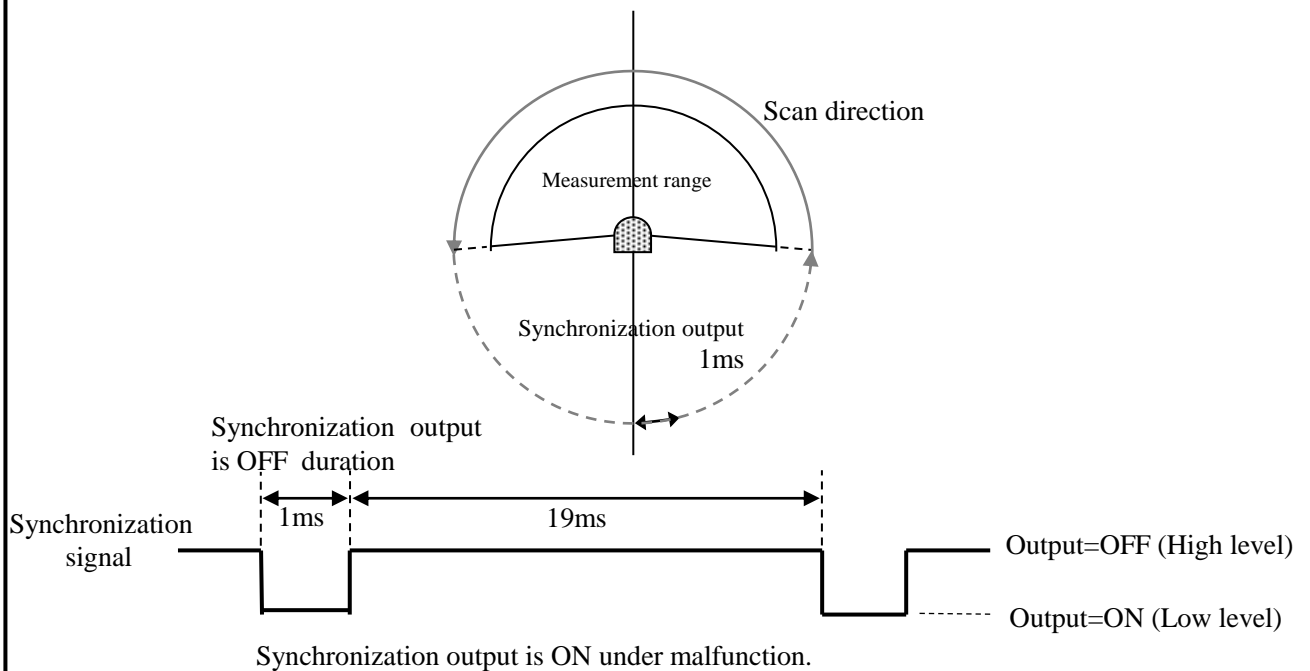 Scan direction
Measurement range
Synchronization output
1ms
Synchronization output
is OFF duration
1ms
19ms
Synchronization
signal
Output=OFF (High level)
Output=ON (Low level)
Synchronization output is ON under malfunction.